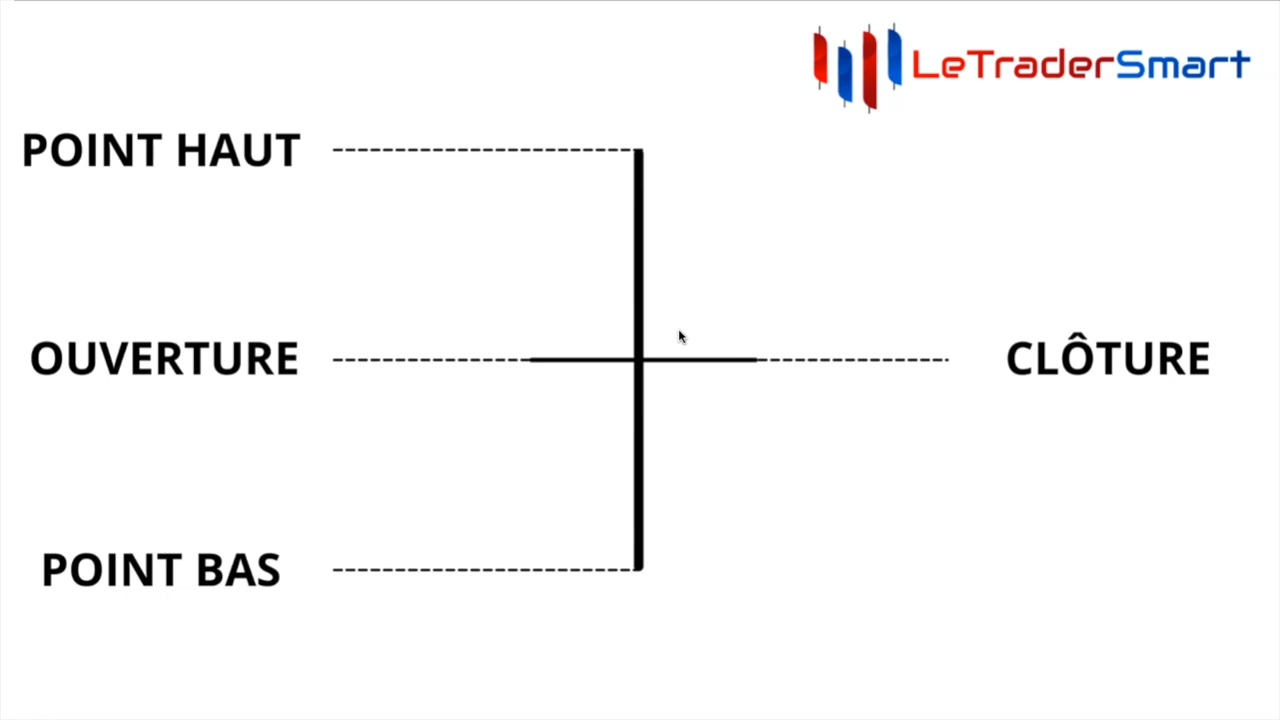 LeTraderSmart
POINT HAUT
OUVERTURE
CLÔTURE
POINT BAS